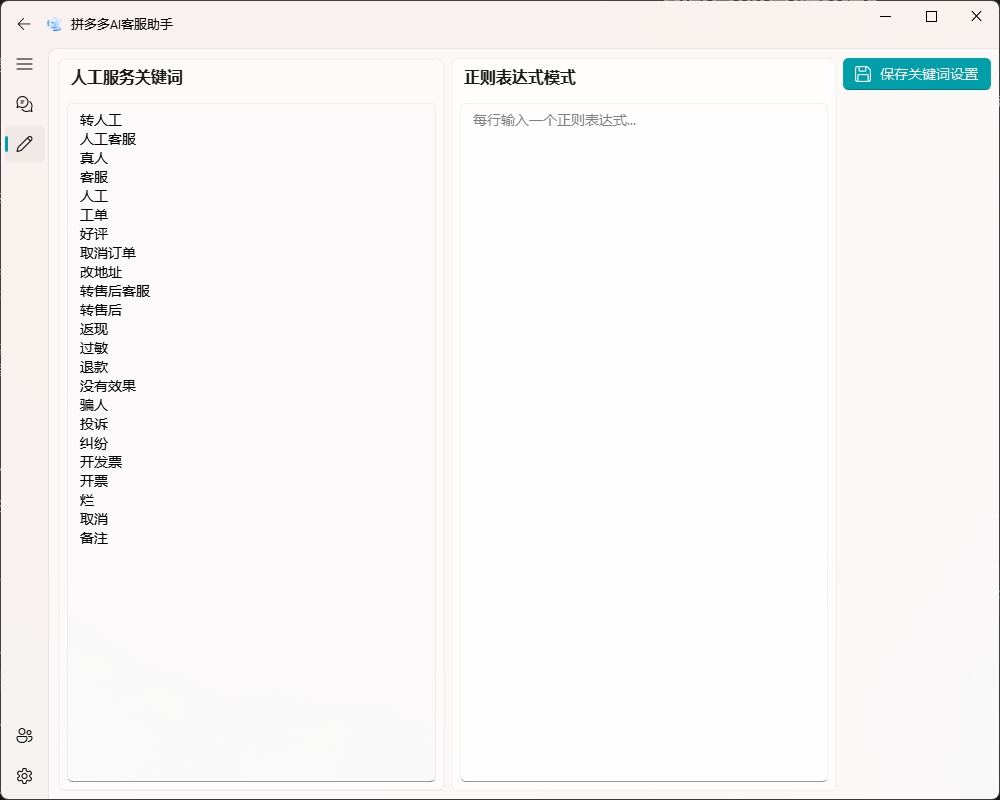 拼多多AI客服助手
人工服务关键词
转人工
人工客服
真人
客服
人工
工单
好评
取消订单
改地址
转售后客服
转售后
返现
过敏
退款
没有效果
骗人
投诉
纠纷
开发票
开票
烂
取消
备注
正则表达式模式
每行输入一个正则表达式...
保存关键词设置